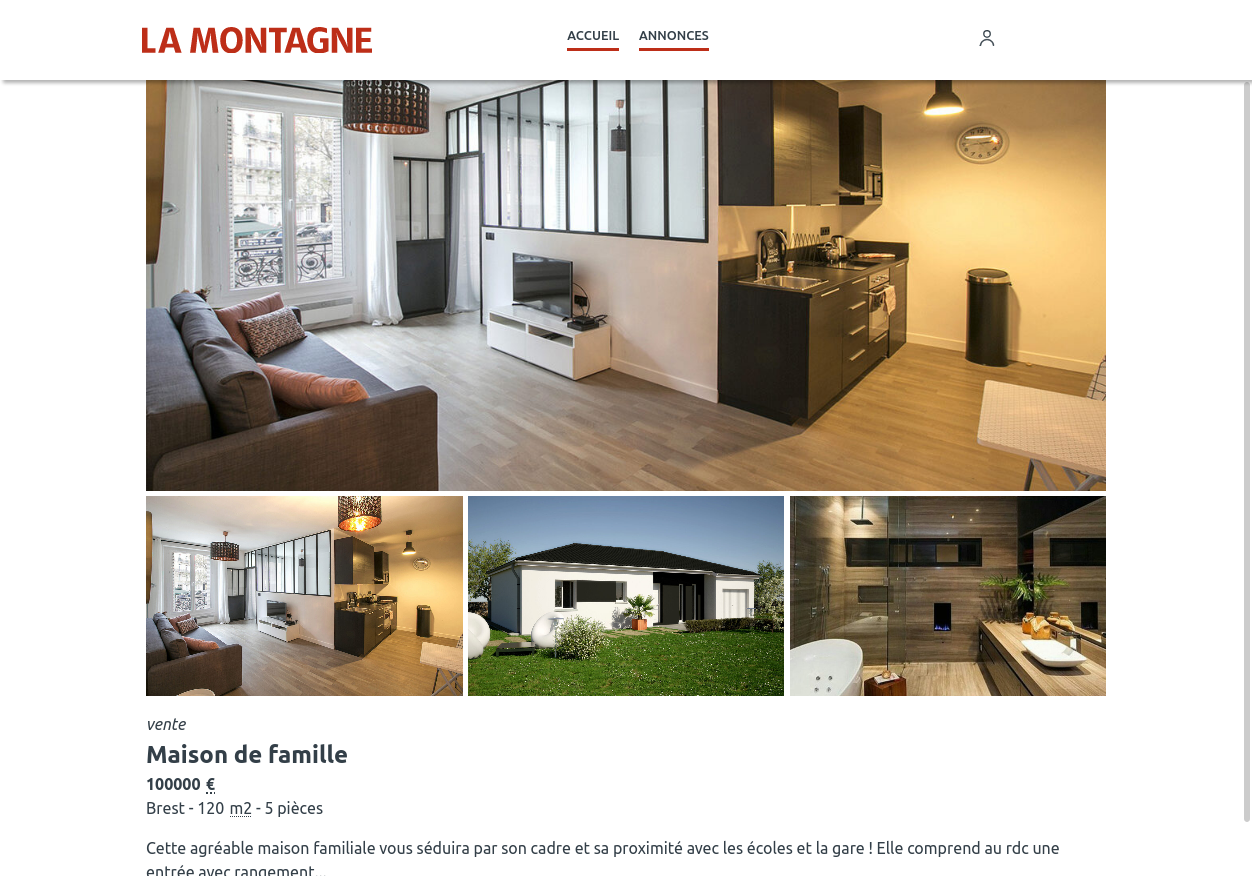 LA MONTAGNE
ACCUEIL ANNONCES
vente
Maison de famille
100000 €
Brest - 120 m2 - 5 pièces
Cette agréable maison familiale vous séduira par son cadre et sa proximité avec les écoles et la gare ! Elle comprend au rdc une
entrée avec rangement...